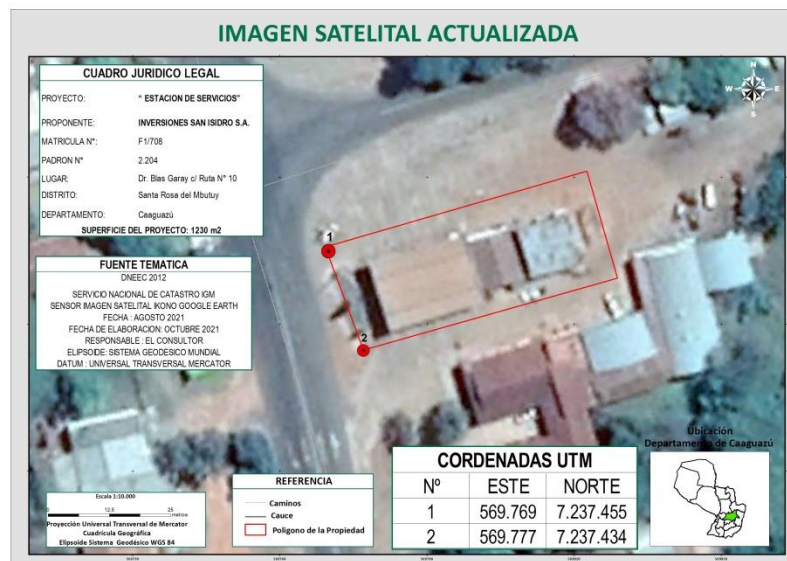 IMAGEN SATELITAL ACTUALIZADA
CUADRO JURIDICO LEGAL
PROYECTO: “ ESTACION DE SERVICIOS”
PROPONENTE: INVERSIONES SAN ISIDRO S.A.
MATRICULA N°: F1/708
PADRON N° 2.204
LUGAR: Dr. Blas Garay c/ Ruta N° 10
DISTRITO: Santa Rosa del Mbutuy
DEPARTAMENTO: Caaguazú
SUPERFICIE DEL PROYECTO: 1230 m2
N
W E
S
1
2
FUENTE TEMATICA
DNEEC 2012
SERVICIO NACIONAL DE CATASTRO IGM
SENSOR IMAGEN SATELITAL IKONO GOOGLE EARTH
FECHA : AGOSTO 2021
FECHA DE ELABORACION: OCTUBRE 2021
RESPONSABLE : EL CONSULTOR
ELIPSOIDE: SISTEMA GEODESICO MUNDIAL
DATUM : UNIVERSAL TRANSVERSAL MERCATOR
Escala 1:10.000
0 12,5 25
metros
Proyección Universal Transversal de Mercator
Cuadricula Geográfica
Elipsoide Sistema Geodésico WGS 84
REFERENCIA
Caminos
Cauce
Poligono de la Propiedad
CORDENADAS UTM
Nº ESTE NORTE
1 569.769 7.237.455
2 569.777 7.237.434
Ubicación
Departamento de Caaguazú